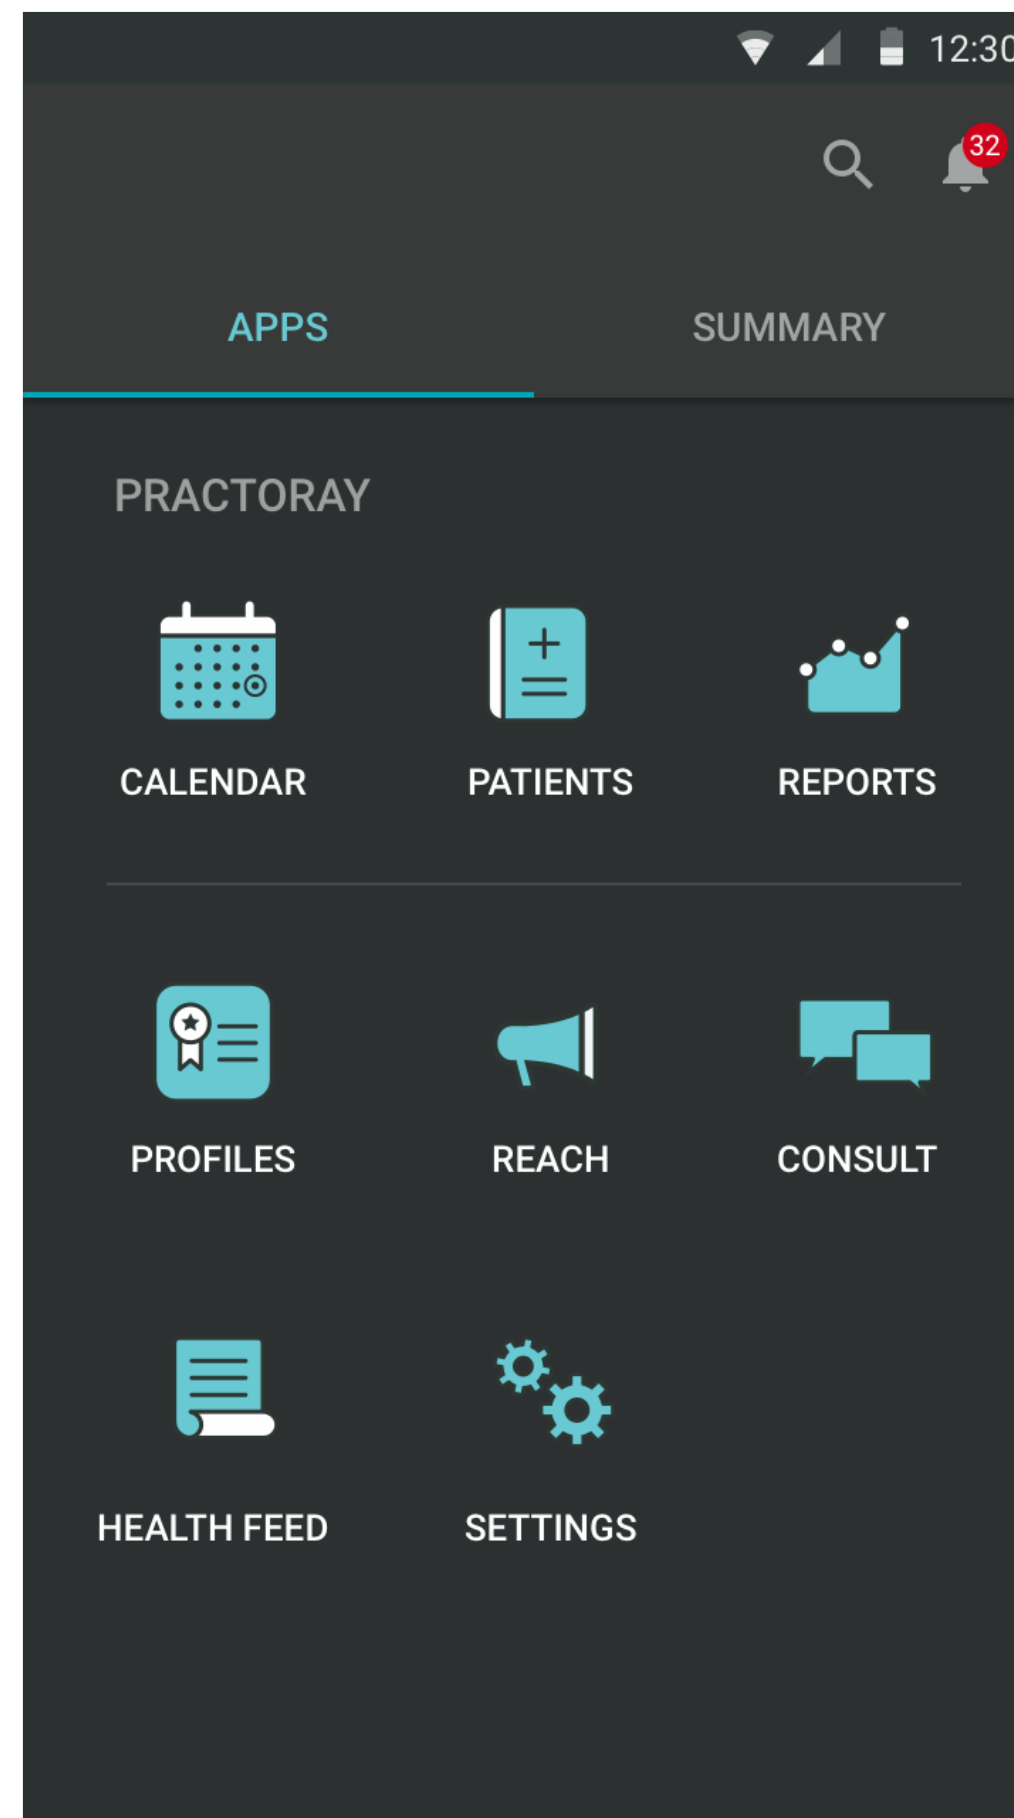 12:30
32
APPS SUMMARY
PRACTORAY
CALENDAR PATIENTS REPORTS
PROFILES REACH CONSULT
HEALTH FEED SETTINGS